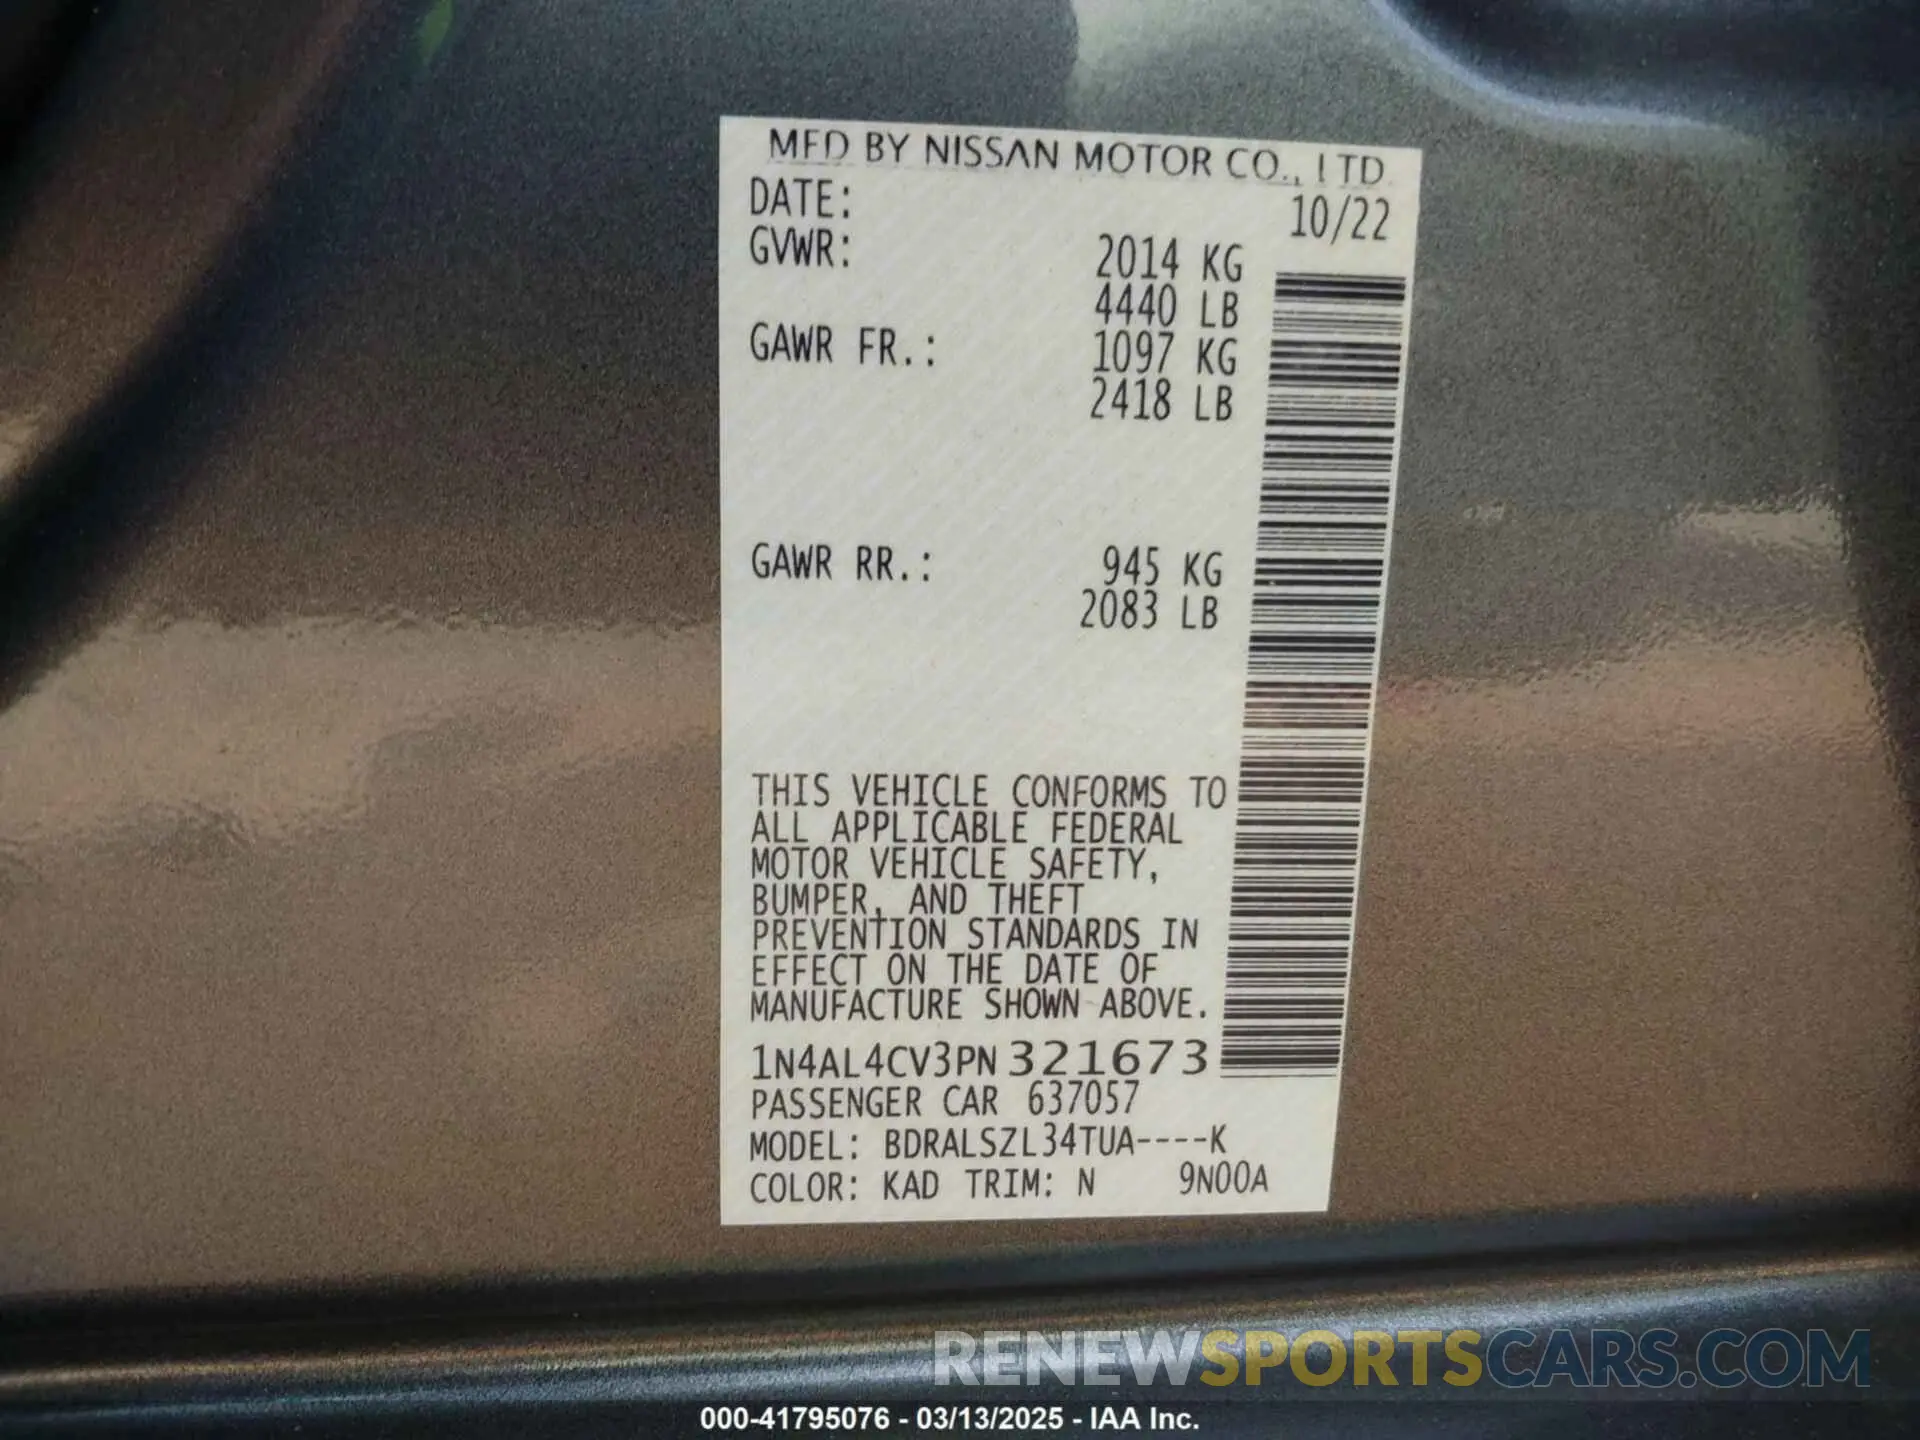 MFD BY NISSAN MOTOR CO., LTD.
DATE: 10/22
GVWR: 2014 KG
4440 LB
GAWR FR.: 1097 KG
2418 LB
GAWR RR.: 945 KG
2083 LB
THIS VEHICLE CONFORMS TO
ALL APPLICABLE FEDERAL
MOTOR VEHICLE SAFETY,
BUMPER, AND THEFT
PREVENTION STANDARDS IN
EFFECT ON THE DATE OF
MANUFACTURE SHOWN ABOVE.
1N4AL4CV3PN321673
PASSENGER CAR 637057
MODEL: BDRALSZL34TUA----K
COLOR: KAD TRIM: N 9N00A
RENEWSPORTSCARS.COM
000-41795076 - 03/13/2025 - IAA Inc.